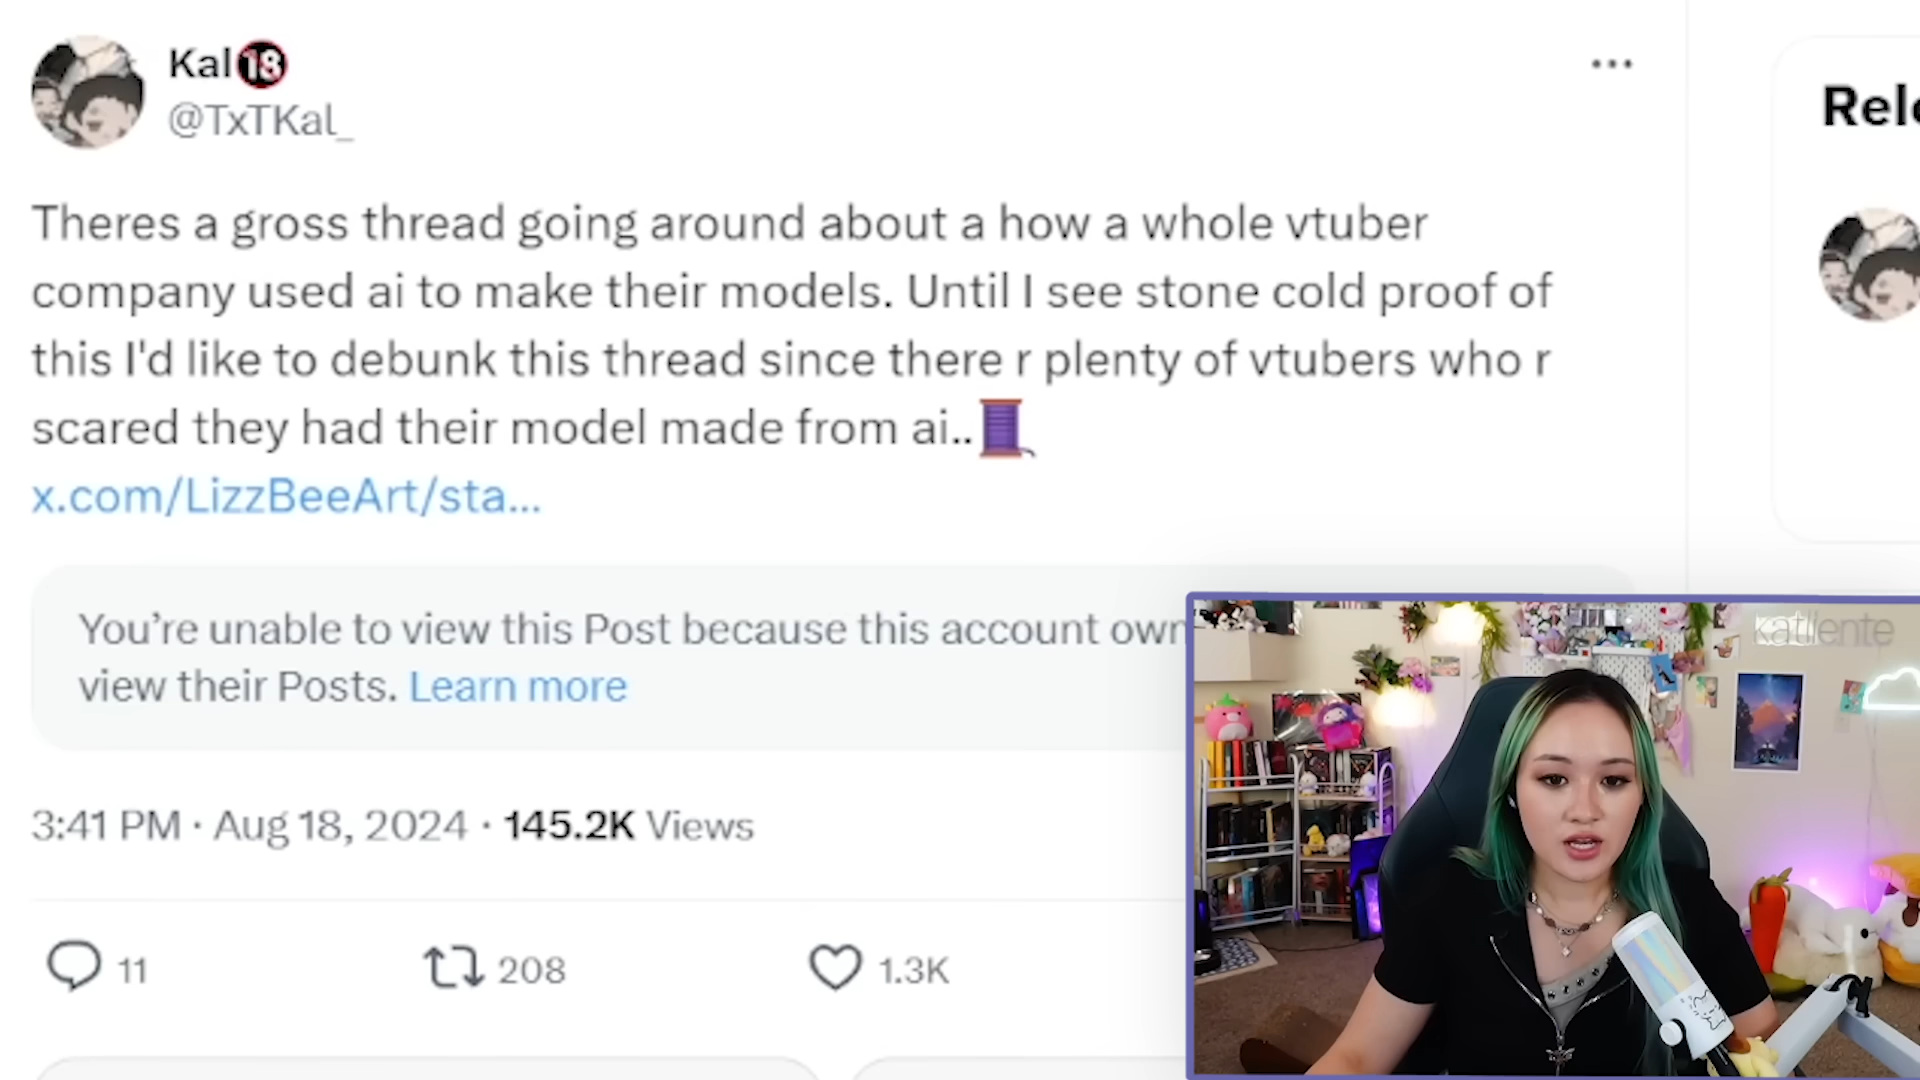 Kal🔞
@TxTKal_
Theres a gross thread going around about a how a whole vtuber
company used ai to make their models. Until I see stone cold proof of
this I'd like to debunk this thread since there r plenty of vtubers who r
scared they had their model made from ai..🧵
x.com/LizzBeeArt/sta...
You're unable to view this Post because this account own
view their Posts. Learn more
3:41 PM · Aug 18, 2024 · 145.2K Views
11 208 1.3K
Rele
katllente